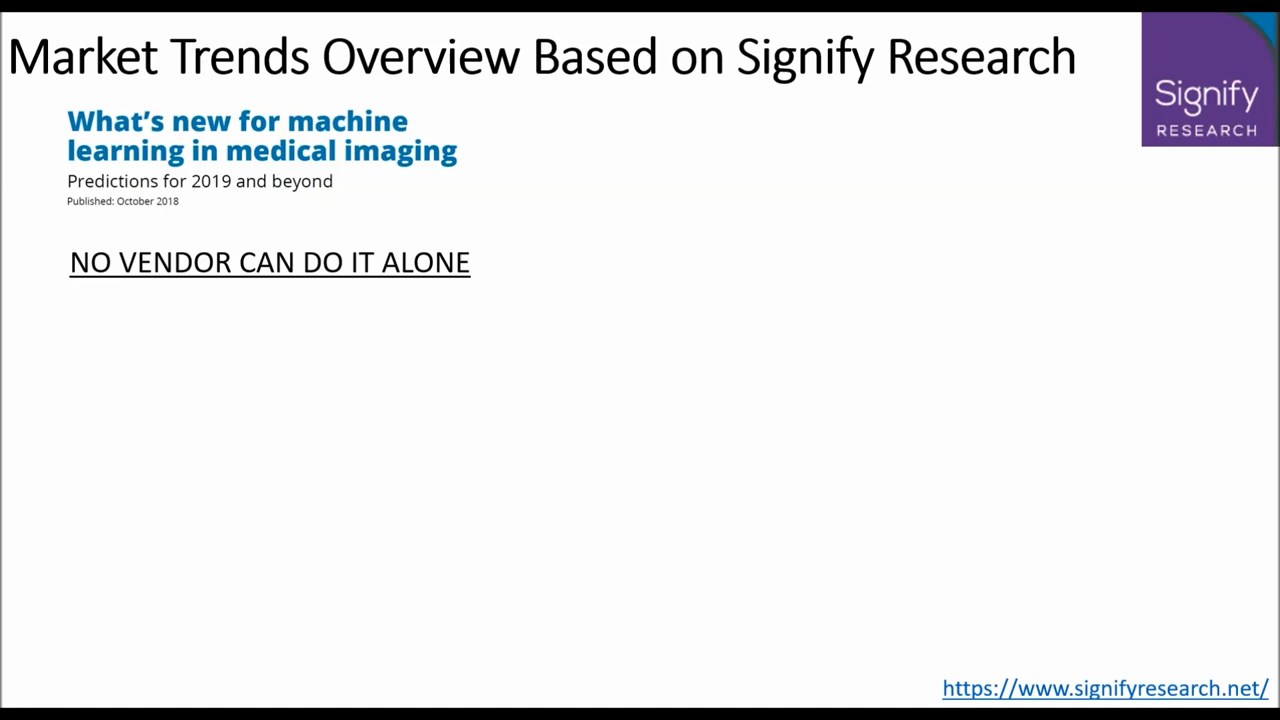 Market Trends Overview Based on Signify Research
Signify
RESEARCH
What's new for machine
learning in medical imaging
Predictions for 2019 and beyond
Published: October 2018
NO VENDOR CAN DO IT ALONE
https://www.signifyresearch.net/